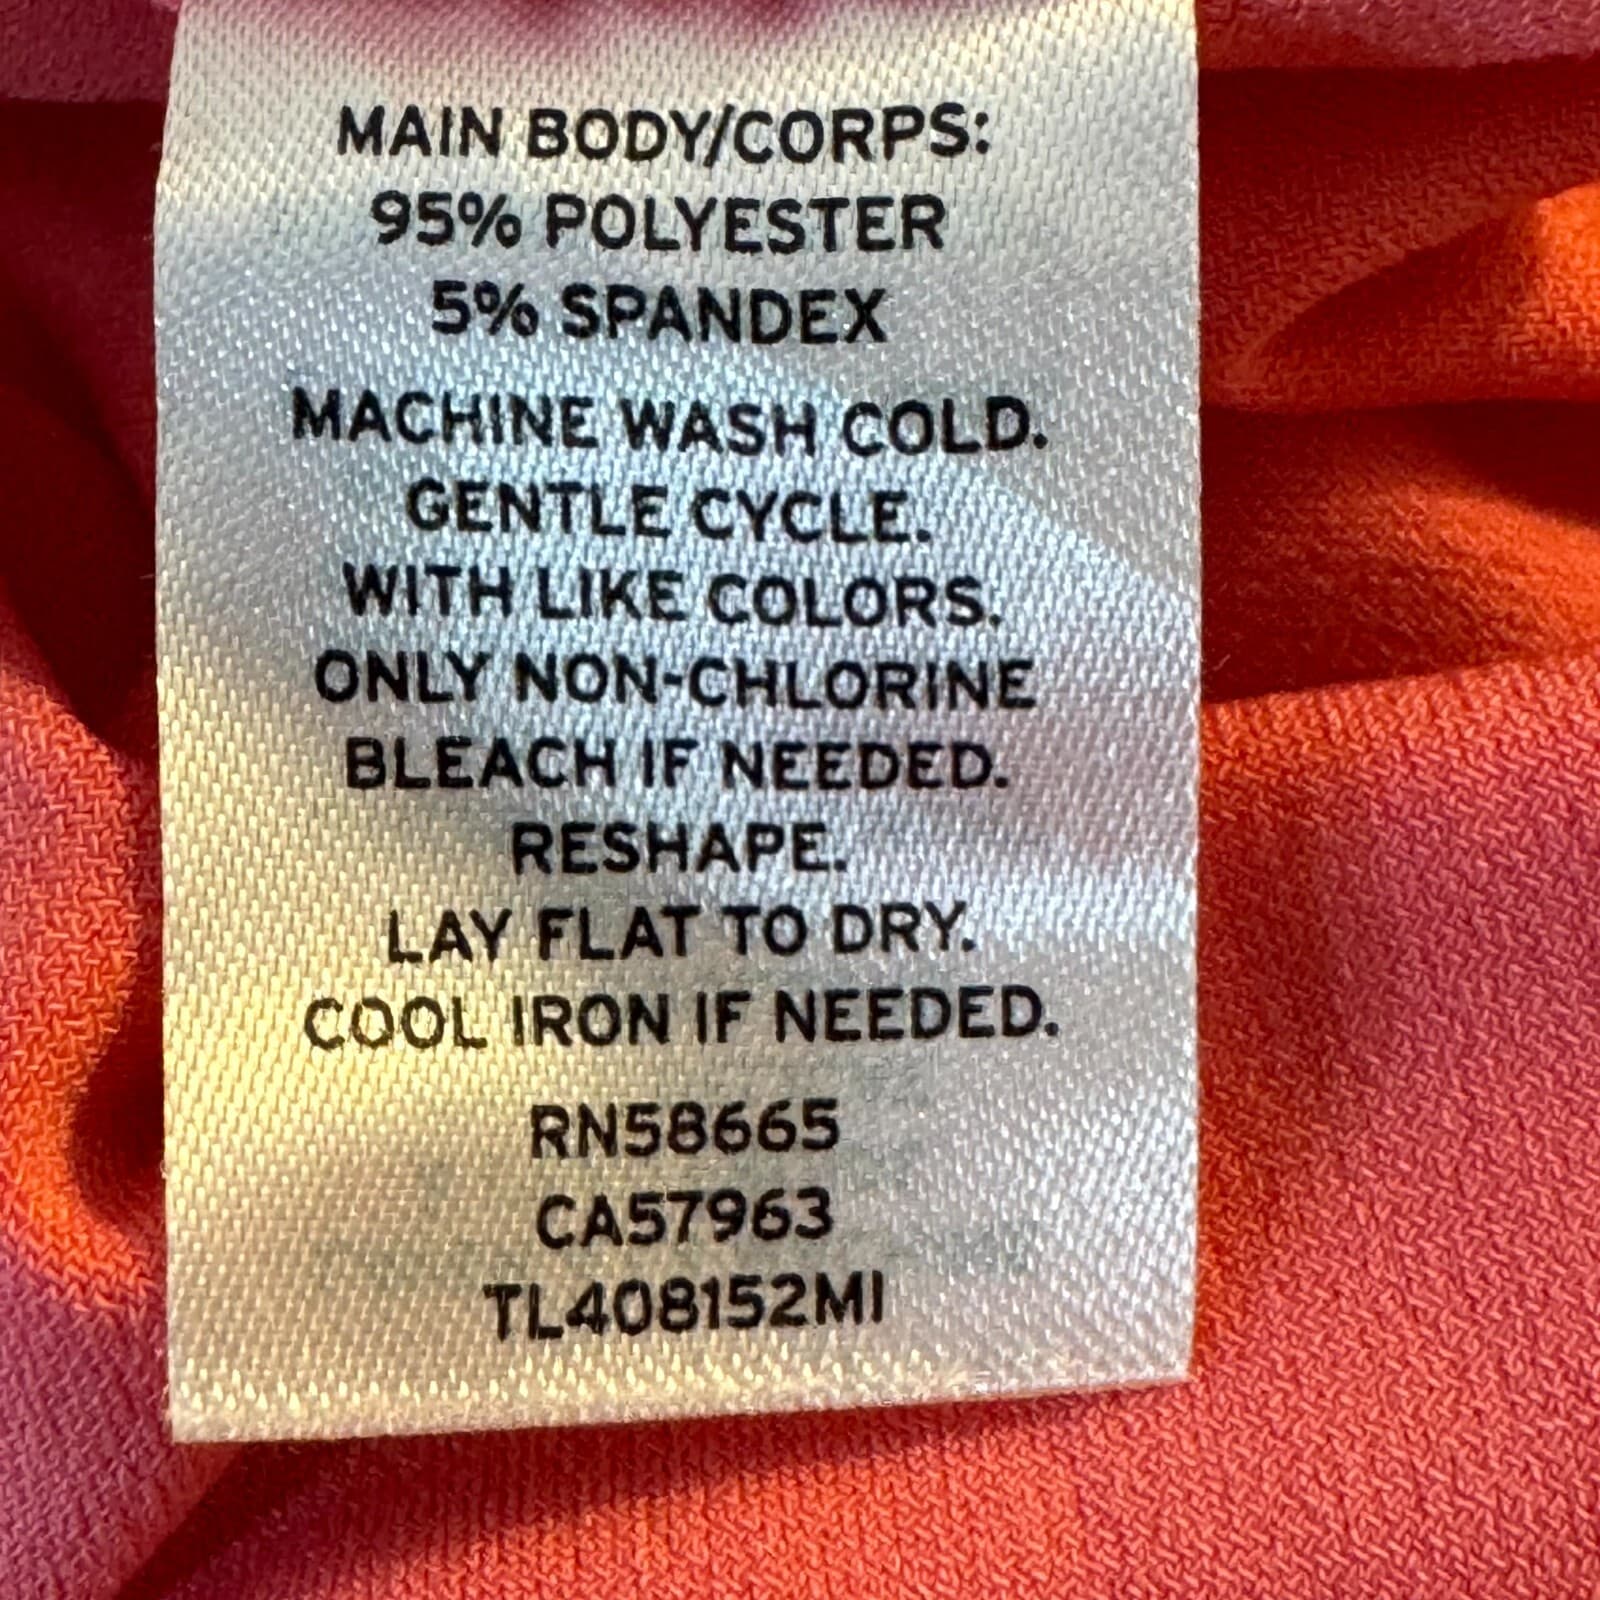 MAIN BODY/CORPS:
95% POLYESTER
5% SPANDEX
MACHINE WASH COLD.
GENTLE CYCLE.
WITH LIKE COLORS.
ONLY NON-CHLORINE
BLEACH IF NEEDED.
RESHAPE.
LAY FLAT TO DRY.
COOL IRON IF NEEDED.
RN58665
CA57963
TL408152MI